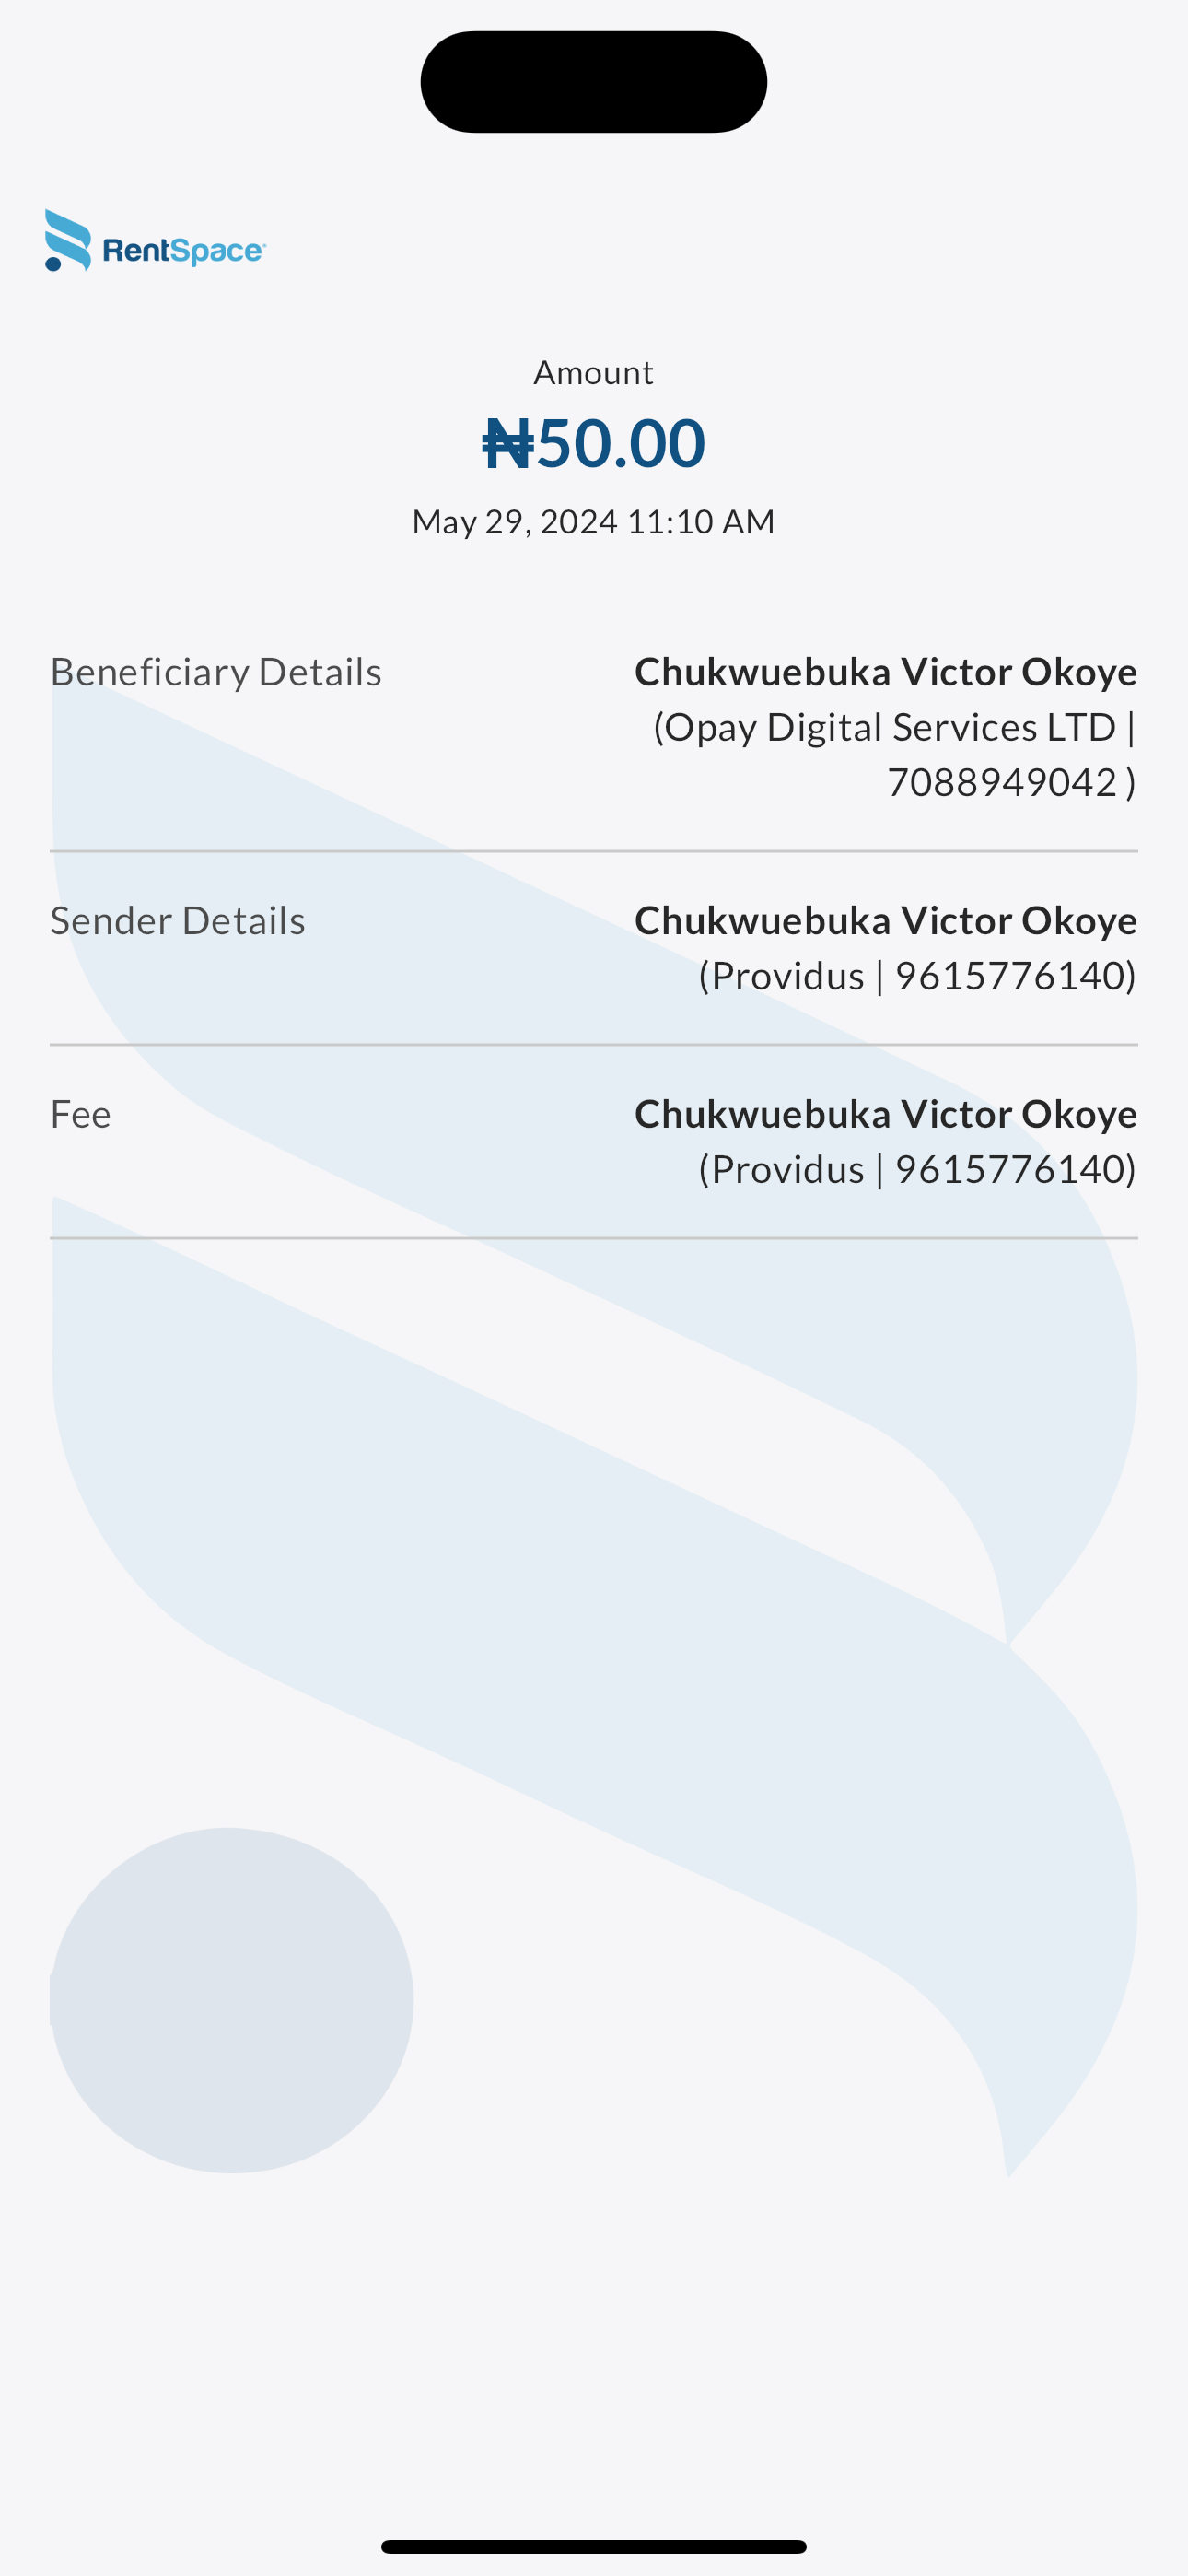 RentSpace
Amount
₦50.00
May 29, 2024 11:10 AM
Beneficiary Details
Chukwuebuka Victor Okoye
(Opay Digital Services LTD |
7088949042 )
Sender Details
Chukwuebuka Victor Okoye
(Providus | 9615776140)
Fee
Chukwuebuka Victor Okoye
(Providus | 9615776140)